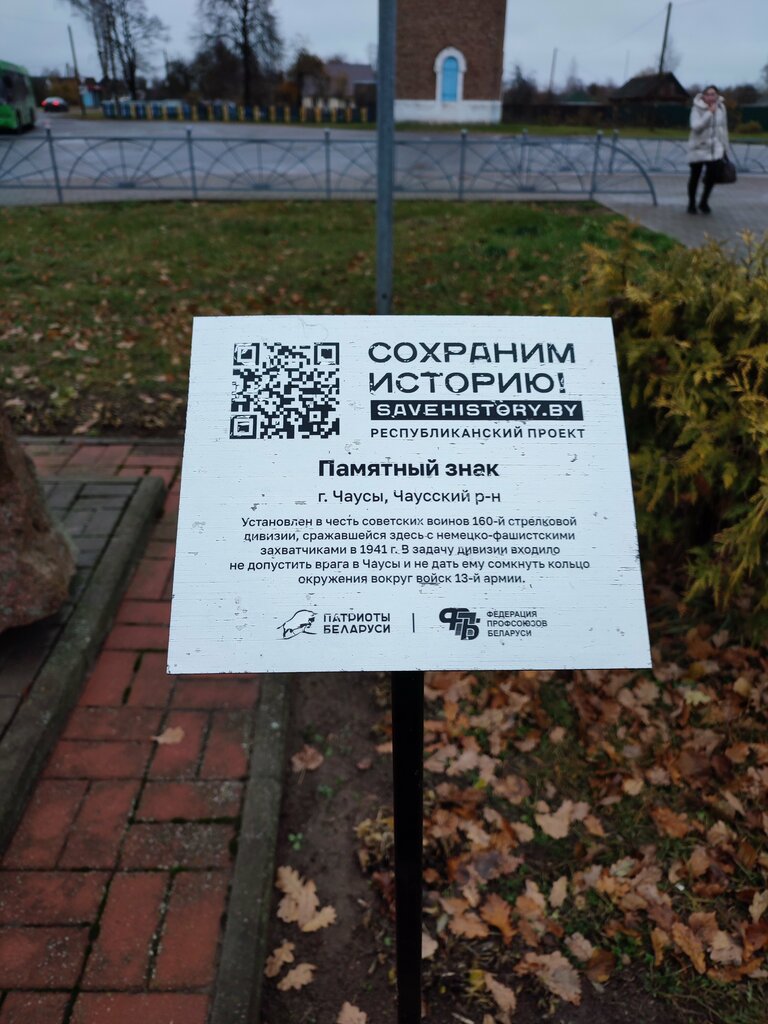 СОХРАНИМ
ИСТОРИЮ!
SAVEHISTORY.BY
РЕСПУБЛИКАНСКИЙ ПРОЕКТ
Памятный знак
г. Чаусы, Чаусский р-н
Установлен в честь советских воинов 160-й стрелковой
дивизии, сражавшейся здесь с немецко-фашистскими
захватчиками в 1941 г. В задачу дивизии входило
не допустить врага в Чаусы и не дать ему сомкнуть кольцо
окружения вокруг войск 13-й армии.
ПАТРИОТЫ
БЕЛАРУСИ
ФПБ
ФЕДЕРАЦИЯ
ПРОФСОЮЗОВ
БЕЛАРУСИ